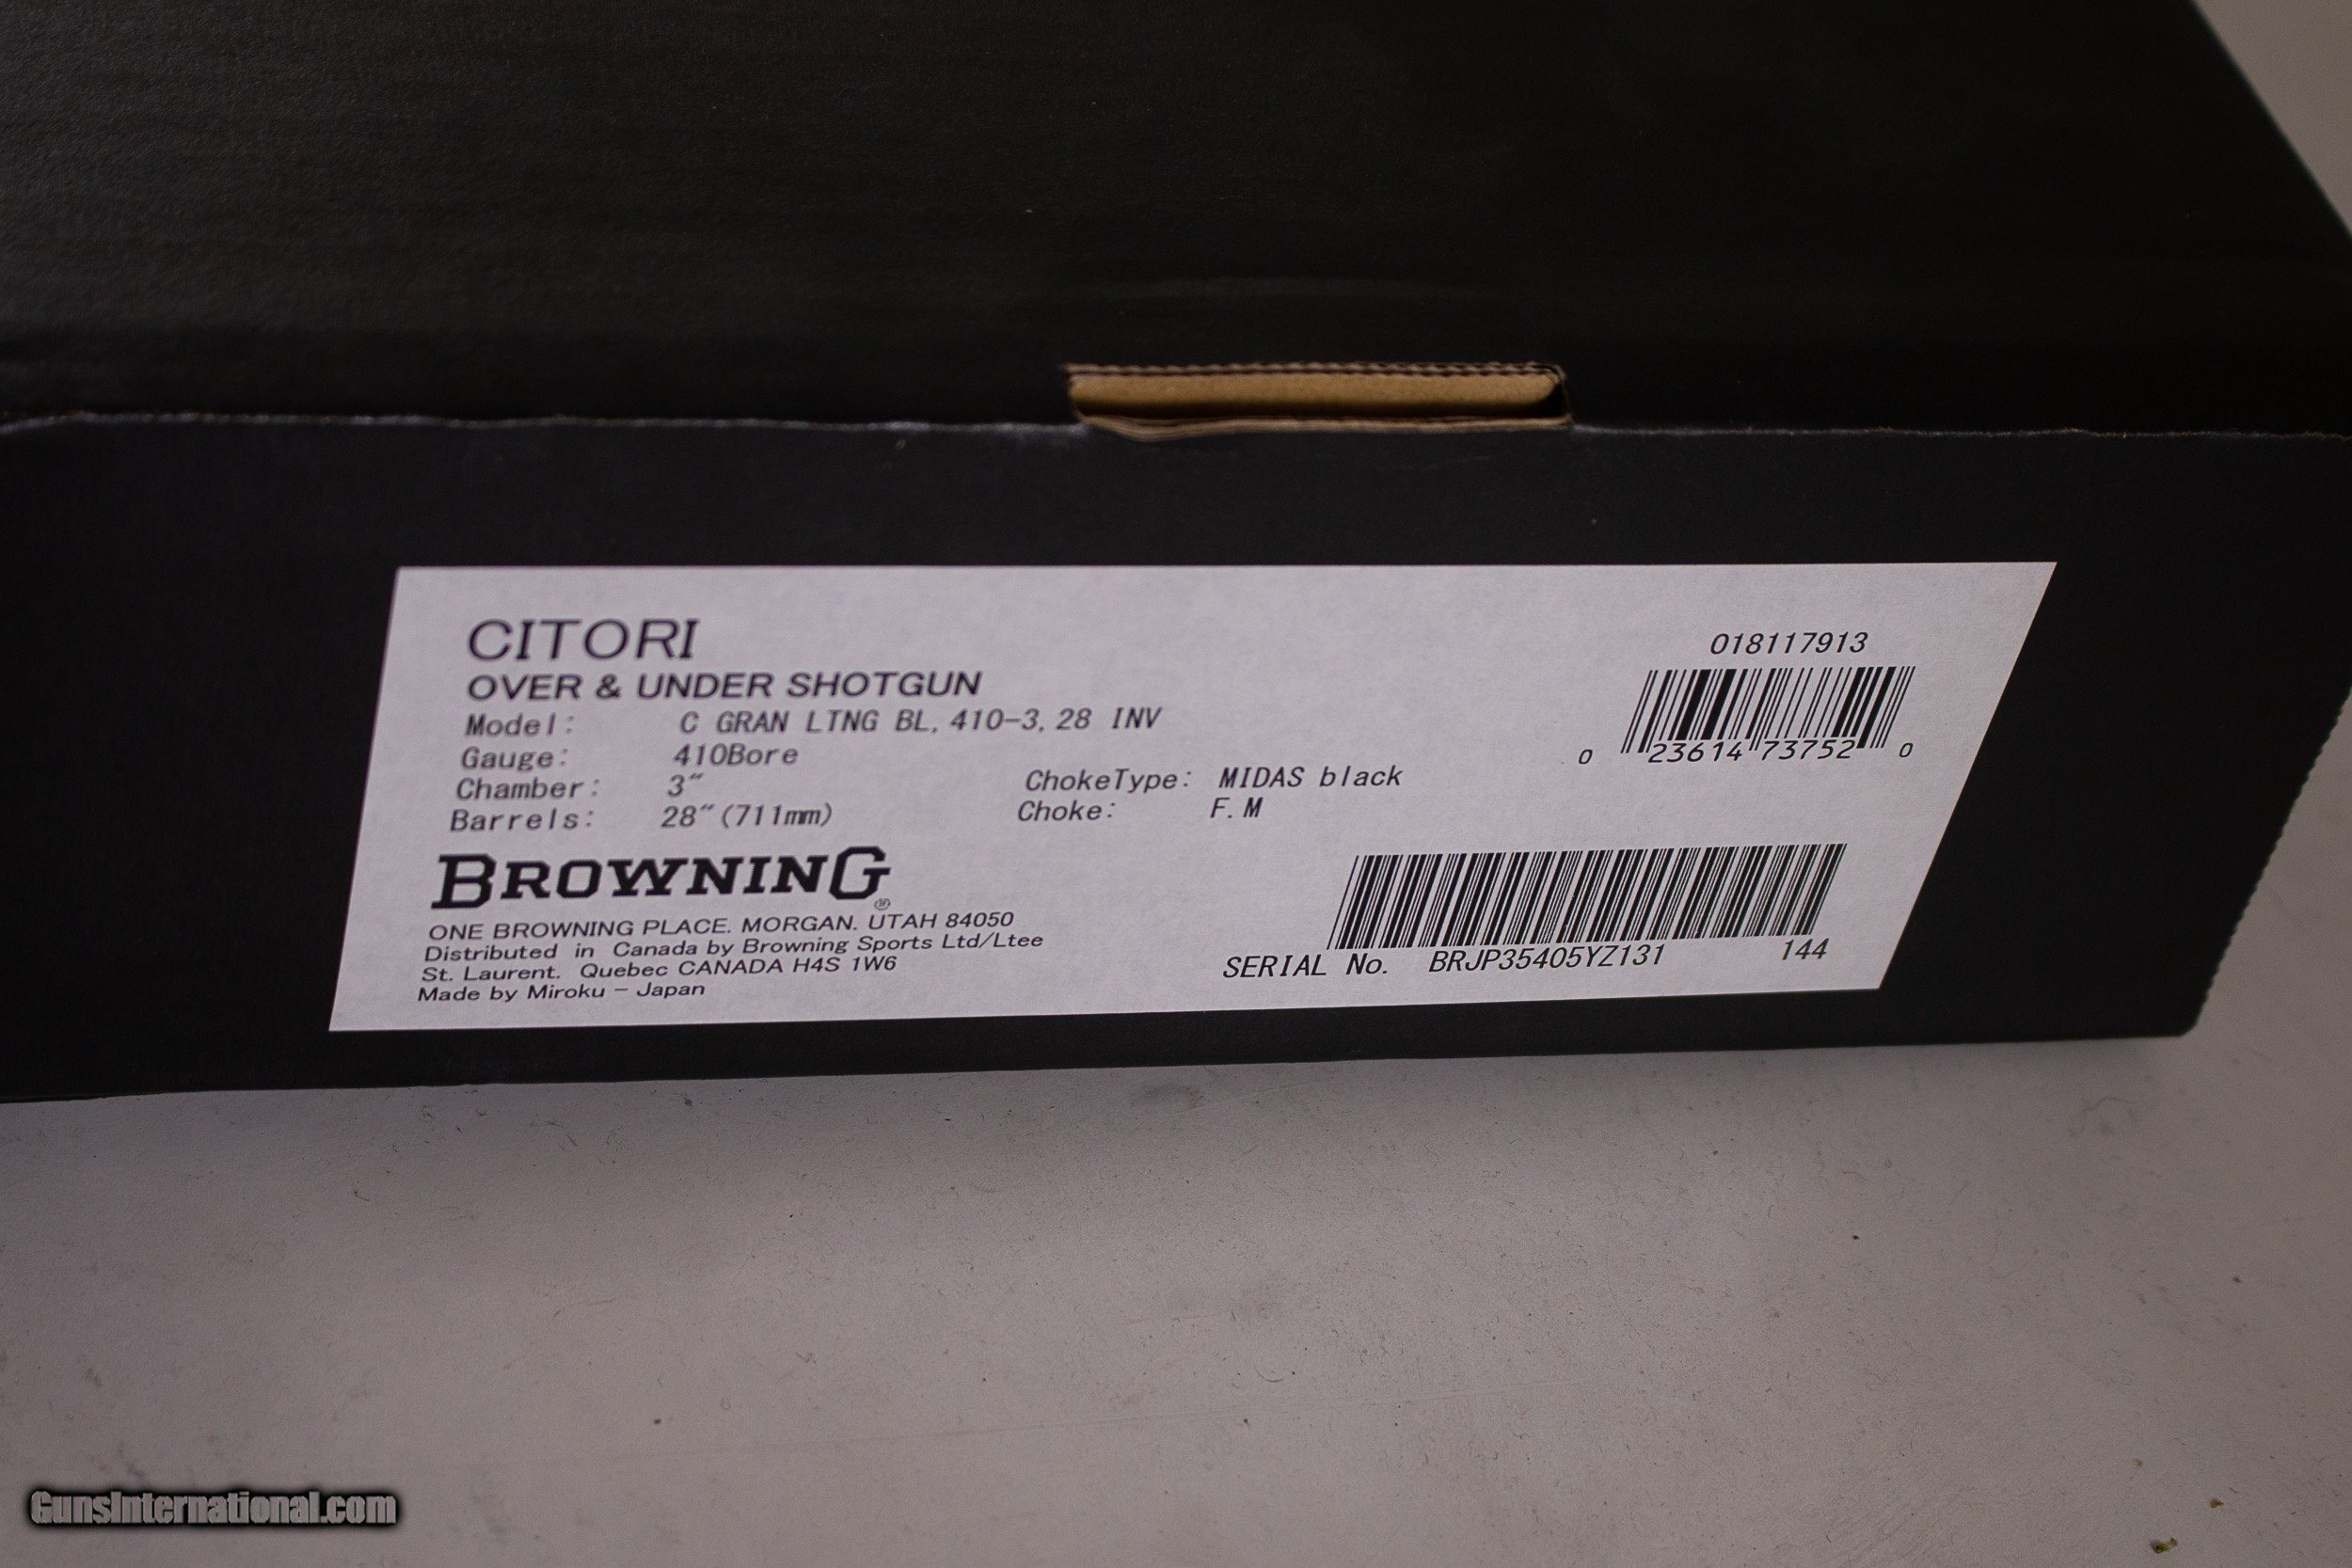 CITORI
OVER & UNDER SHOTGUN
Model: C GRAN LTNG BL, 410-3, 28 INV
Gauge: 410Bore
Chamber: 3"
Barrels: 28"(711mm)
ChokeType: MIDAS black
Choke: F.M
018117913
0 23614 73752 0
BROWNING®
ONE BROWNING PLACE. MORGAN. UTAH 84050
Distributed in Canada by Browning Sports Ltd/Ltee
St. Laurent. Quebec CANADA H4S 1W6
Made by Miroku - Japan
SERIAL No. BRJP35405YZ131 144
GunsInternational.com